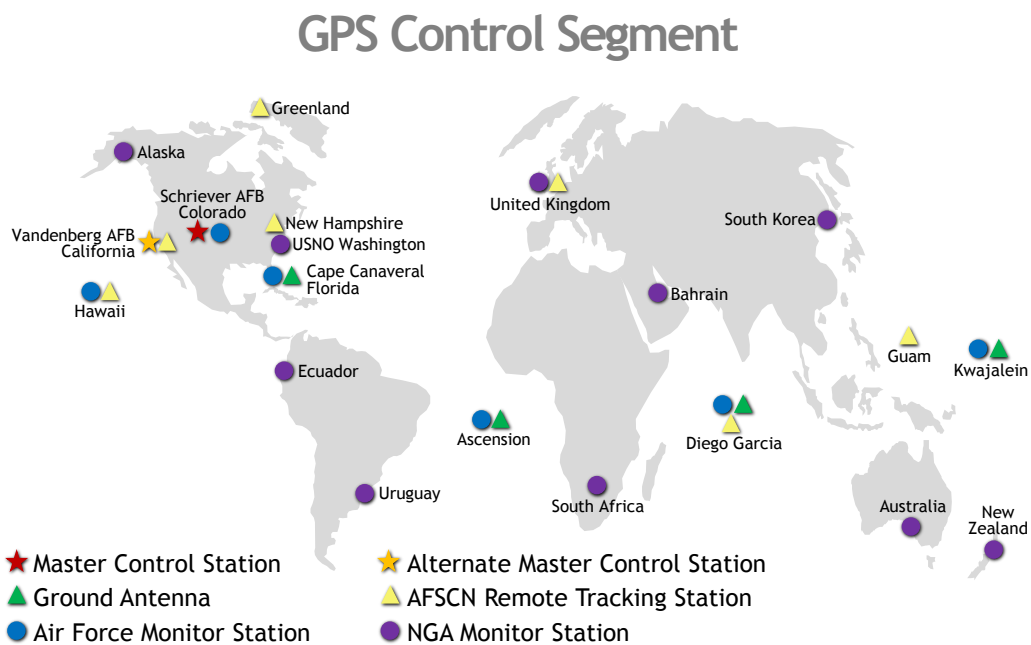 GPS Control Segment
Greenland
Alaska
Schriever AFB
Colorado
New Hampshire
USNO Washington
Vandenberg AFB
California
Cape Canaveral
Florida
Hawaii
United Kingdom
South Korea
Bahrain
Guam
Kwajalein
Ecuador
Ascension
Diego Garcia
Uruguay
South Africa
Australia
New
Zealand
Master Control Station
Alternate Master Control Station
Ground Antenna
AFSCN Remote Tracking Station
Air Force Monitor Station
NGA Monitor Station